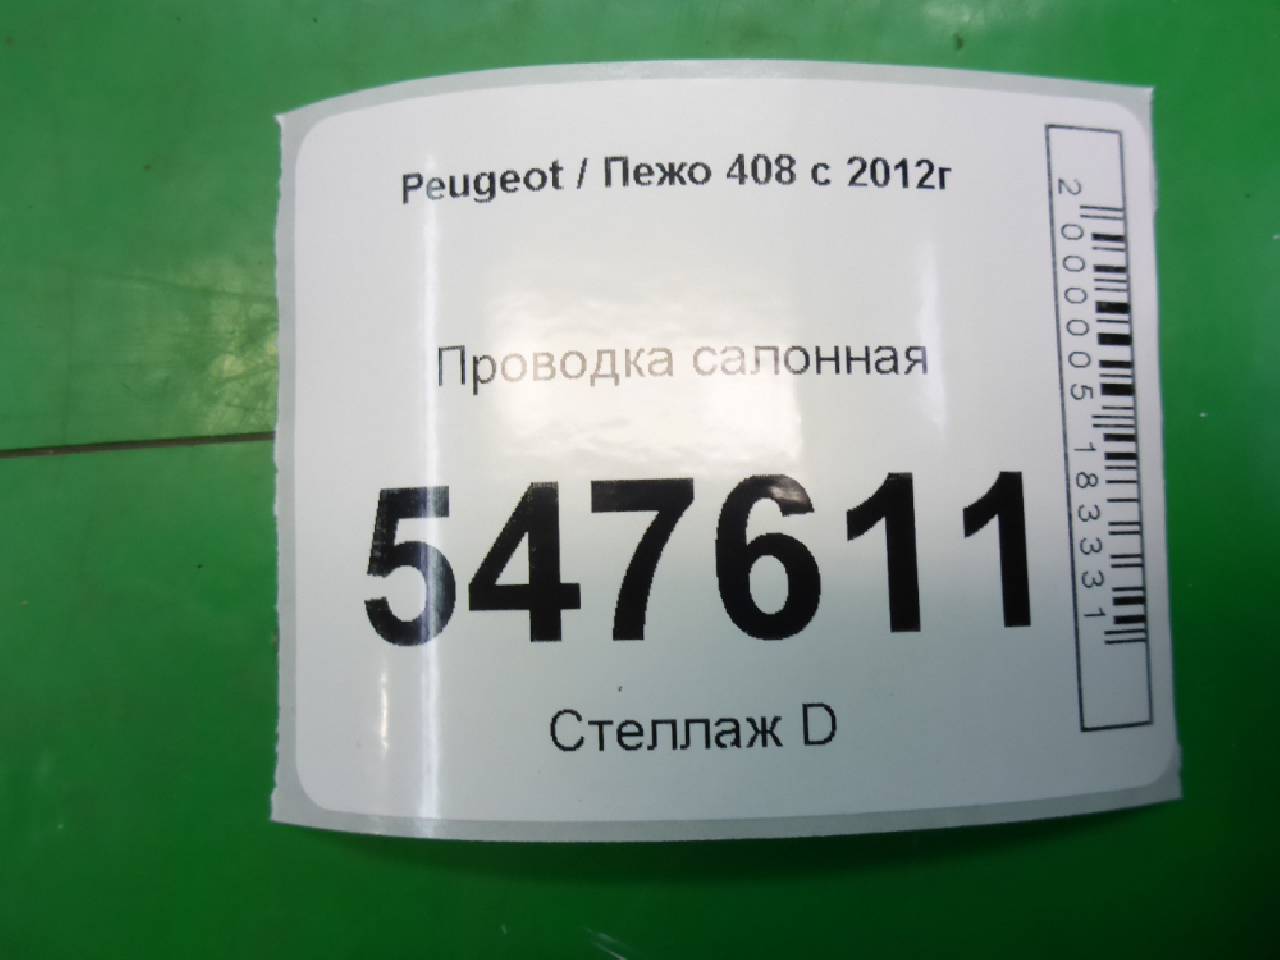 Peugeot / Пежо 408 с 2012г
Проводка салонная
547611
Стеллаж D
2000005183331